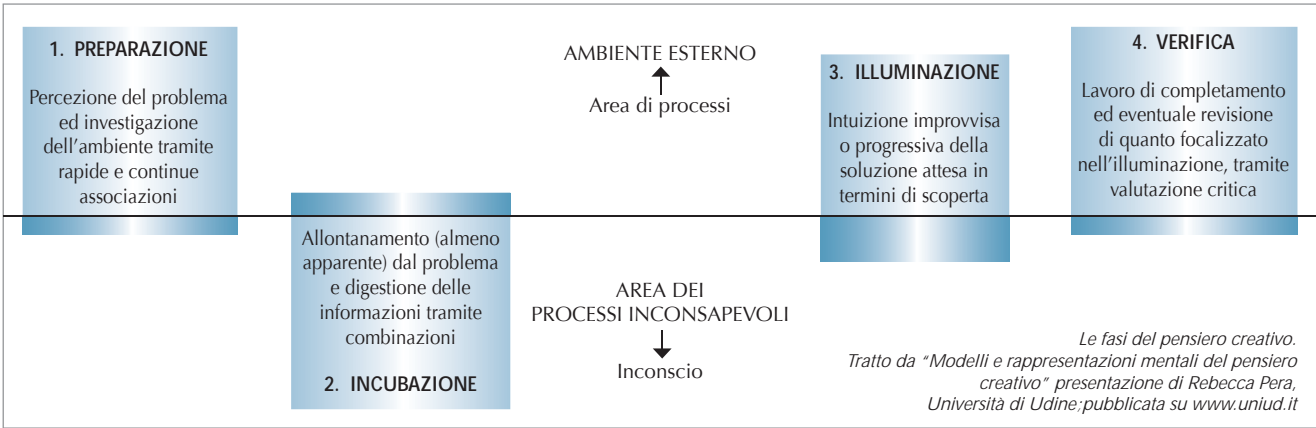 1. PREPARAZIONE
Percezione del problema
ed investigazione
dell'ambiente tramite
rapide e continue
associazioni
Allontanamento (almeno
apparente) dal problema
e digestione delle
informazioni tramite
combinazioni
2. INCUBAZIONE
AMBIENTE ESTERNO
Area di processi
AREA DEI
PROCESSI INCONSAPEVOLI
Inconscio
3. ILLUMINAZIONE
Intuizione improvvisa
o progressiva della
soluzione attesa in
termini di scoperta
4. VERIFICA
Lavoro di completamento
ed eventuale revisione
di quanto focalizzato
nell'illuminazione, tramite
valutazione critica
Le fasi del pensiero creativo.
Tratto da "Modelli e rappresentazioni mentali del pensiero
creativo" presentazione di Rebecca Pera,
Università di Udine;pubblicata su www.uniud.it